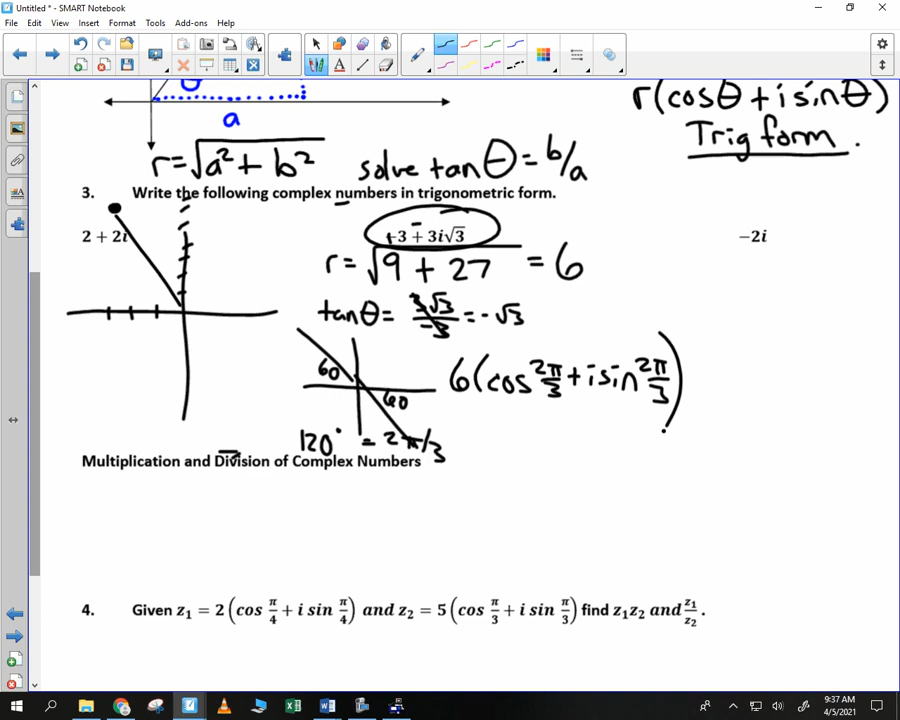 Untitled * - SMART Notebook
File Edit View Insert Format Tools Add-ons Help
θ
a
r(cosθ + i sinθ)
Trig form.
r = √a² + b²
solve tan θ = b/a
3. Write the following complex numbers in trigonometric form.
2 + 2i
-3 + 3i√3
-2i
r = √9 + 27 = 6
tan θ = 3√3/-3 = -√3
60
60
6(cos 2π/3 + i sin 2π/3)
120° = 2π/3
Multiplication and Division of Complex Numbers
4. Given z₁ = 2 (cos π/4 + i sin π/4) and z₂ = 5 (cos π/3 + i sin π/3) find z₁z₂ and z₁/z₂.
9:37 AM
4/5/2021